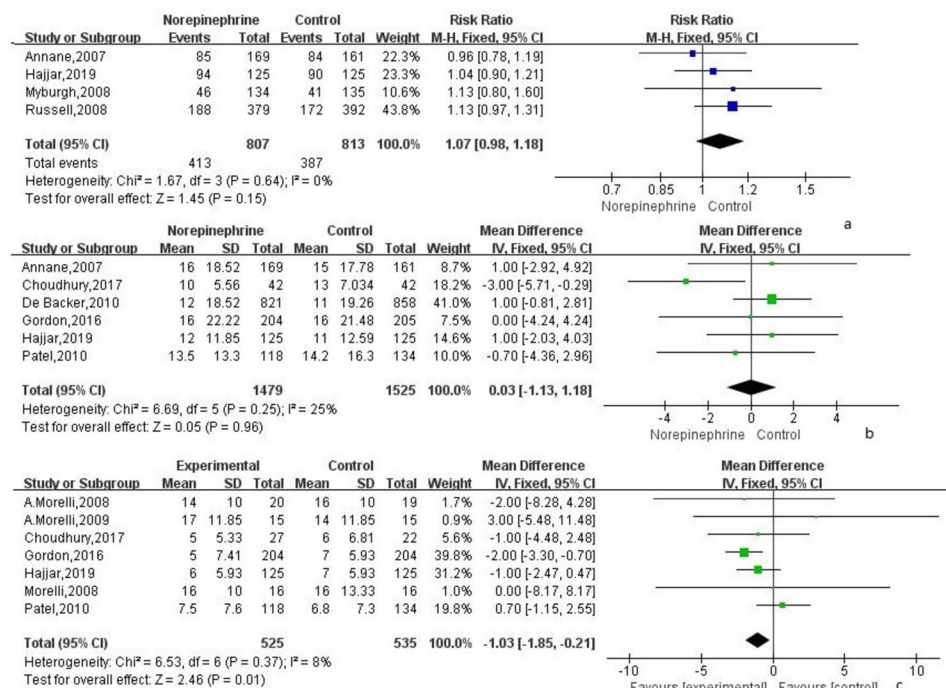 Norepinephrine Control Risk Ratio Risk Ratio
Study or Subgroup Events Total Events Total Weight M-H, Fixed, 95% CI M-H, Fixed, 95% CI
Annane,2007 85 169 84 161 22.3% 0.96 [0.78, 1.19]
Hajjar,2019 94 125 90 125 23.3% 1.04 [0.90, 1.21]
Myburgh,2008 46 134 41 135 10.6% 1.13 [0.80, 1.60]
Russell,2008 188 379 172 392 43.8% 1.13 [0.97, 1.31]
Total (95% CI) 807 813 100.0% 1.07 [0.98, 1.18]
Total events 413 387
Heterogeneity: Chi² = 1.67, df = 3 (P = 0.64); I² = 0%
Test for overall effect: Z = 1.45 (P = 0.15)
0.7 0.85 1 1.2 1.5
Norepinephrine Control
a
Norepinephrine Control Mean Difference Mean Difference
Study or Subgroup Mean SD Total Mean SD Total Weight IV, Fixed, 95% CI IV, Fixed, 95% CI
Annane,2007 16 18.52 169 15 17.78 161 8.7% 1.00 [-2.92, 4.92]
Choudhury,2017 10 5.56 42 13 7.034 42 18.2% -3.00 [-5.71, -0.29]
De Backer,2010 12 18.52 821 11 19.26 858 41.0% 1.00 [-0.81, 2.81]
Gordon,2016 16 22.22 204 16 21.48 205 7.5% 0.00 [-4.24, 4.24]
Hajjar,2019 12 11.85 125 11 12.59 125 14.6% 1.00 [-2.03, 4.03]
Patel,2010 13.5 13.3 118 14.2 16.3 134 10.0% -0.70 [-4.36, 2.96]
Total (95% CI) 1479 1525 100.0% 0.03 [-1.13, 1.18]
Heterogeneity: Chi² = 6.69, df = 5 (P = 0.25); I² = 25%
Test for overall effect: Z = 0.05 (P = 0.96)
-4 -2 0 2 4
Norepinephrine Control
b
Experimental Control Mean Difference Mean Difference
Study or Subgroup Mean SD Total Mean SD Total Weight IV, Fixed, 95% CI IV, Fixed, 95% CI
A.Morelli,2008 14 10 20 16 10 19 1.7% -2.00 [-8.28, 4.28]
A.Morelli,2009 17 11.85 15 14 11.85 15 0.9% 3.00 [-5.48, 11.48]
Choudhury,2017 5 5.33 27 6 6.81 22 5.6% -1.00 [-4.48, 2.48]
Gordon,2016 5 7.41 204 7 5.93 204 39.8% -2.00 [-3.30, -0.70]
Hajjar,2019 6 5.93 125 7 5.93 125 31.2% -1.00 [-2.47, 0.47]
Morelli,2008 16 10 16 16 13.33 16 1.0% 0.00 [-8.17, 8.17]
Patel,2010 7.5 7.6 118 6.8 7.3 134 19.8% 0.70 [-1.15, 2.55]
Total (95% CI) 525 535 100.0% -1.03 [-1.85, -0.21]
Heterogeneity: Chi² = 6.53, df = 6 (P = 0.37); I² = 8%
Test for overall effect: Z = 2.46 (P = 0.01)
-10 -5 0 5 10
Favours [experimental] Favours [control]
c